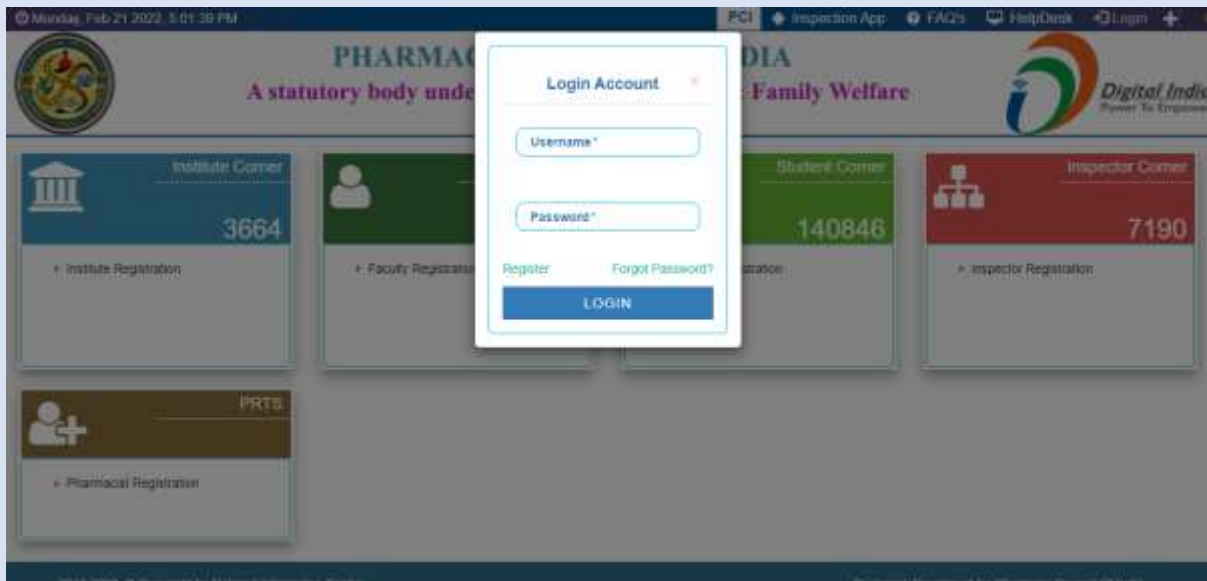 Monday, Feb 21 2022, 5:01:39 PM
PCI Inspection App FAQ's HelpDesk Login
PHARMAC DIA
A statutory body unde Family Welfare
Digital India
Power To Empower
Login Account
Username*
Password*
Register Forgot Password?
LOGIN
Institute Corner
3664
Institute Registration
Faculty Registratio
Student Corner
140846
stration
Inspector Corner
7190
Inspector Registration
PRTS
Pharmacist Registration